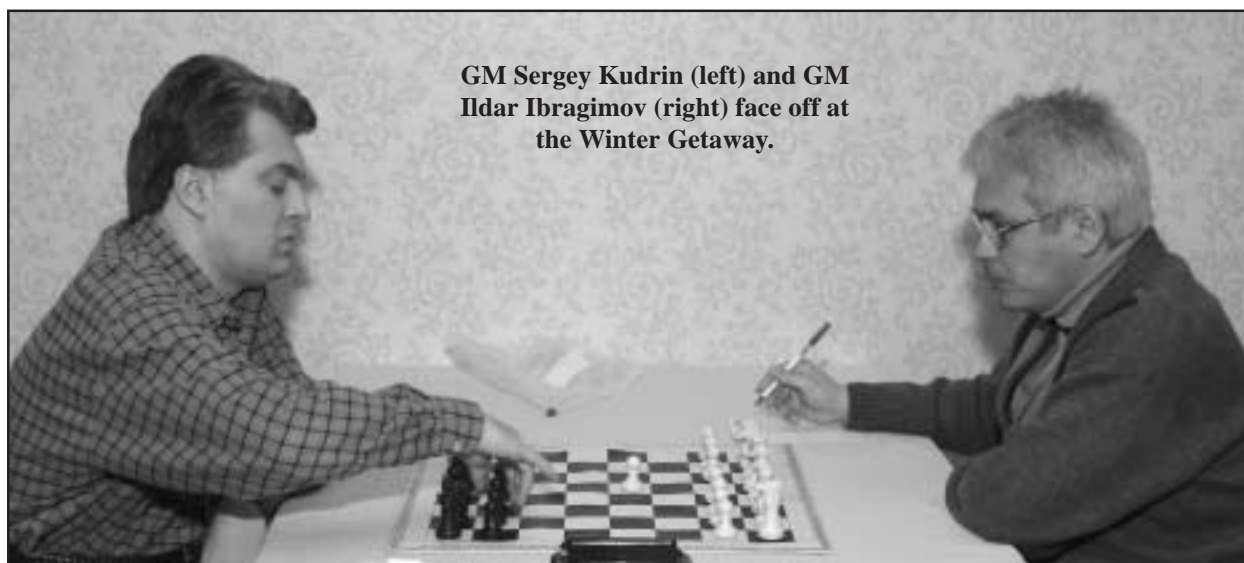 GM Sergey Kudrin (left) and GM
Ildar Ibragimov (right) face off at
the Winter Getaway.